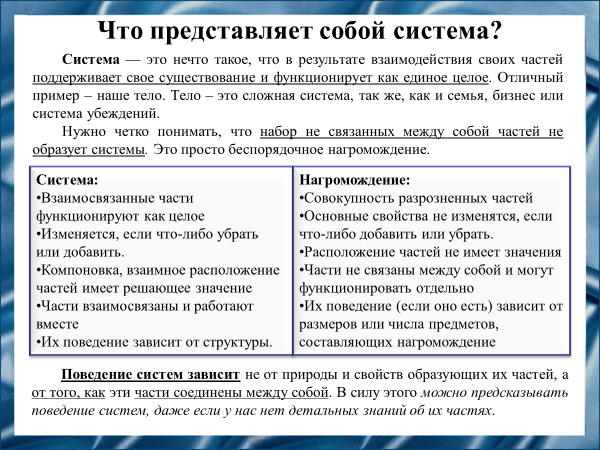 Что представляет собой система?
Система — это нечто такое, что в результате взаимодействия своих частей
поддерживает свое существование и функционирует как единое целое. Отличный
пример – наше тело. Тело – это сложная система, так же, как и семья, бизнес или
система убеждений.
Нужно четко понимать, что набор не связанных между собой частей не
образует системы. Это просто беспорядочное нагромождение.
Система:
•Взаимосвязанные части
функционируют как целое
•Изменяется, если что-либо убрать
или добавить.
•Компоновка, взаимное расположение
частей имеет решающее значение
•Части взаимосвязаны и работают
вместе
•Их поведение зависит от структуры.
Нагромождение:
•Совокупность разрозненных частей
•Основные свойства не изменятся, если
что-либо добавить или убрать.
•Расположение частей не имеет значения
•Части не связаны между собой и могут
функционировать отдельно
•Их поведение (если оно есть) зависит от
размеров или числа предметов,
составляющих нагромождение
Поведение систем зависит не от природы и свойств образующих их частей, а
от того, как эти части соединены между собой. В силу этого можно предсказывать
поведение систем, даже если у нас нет детальных знаний об их частях.